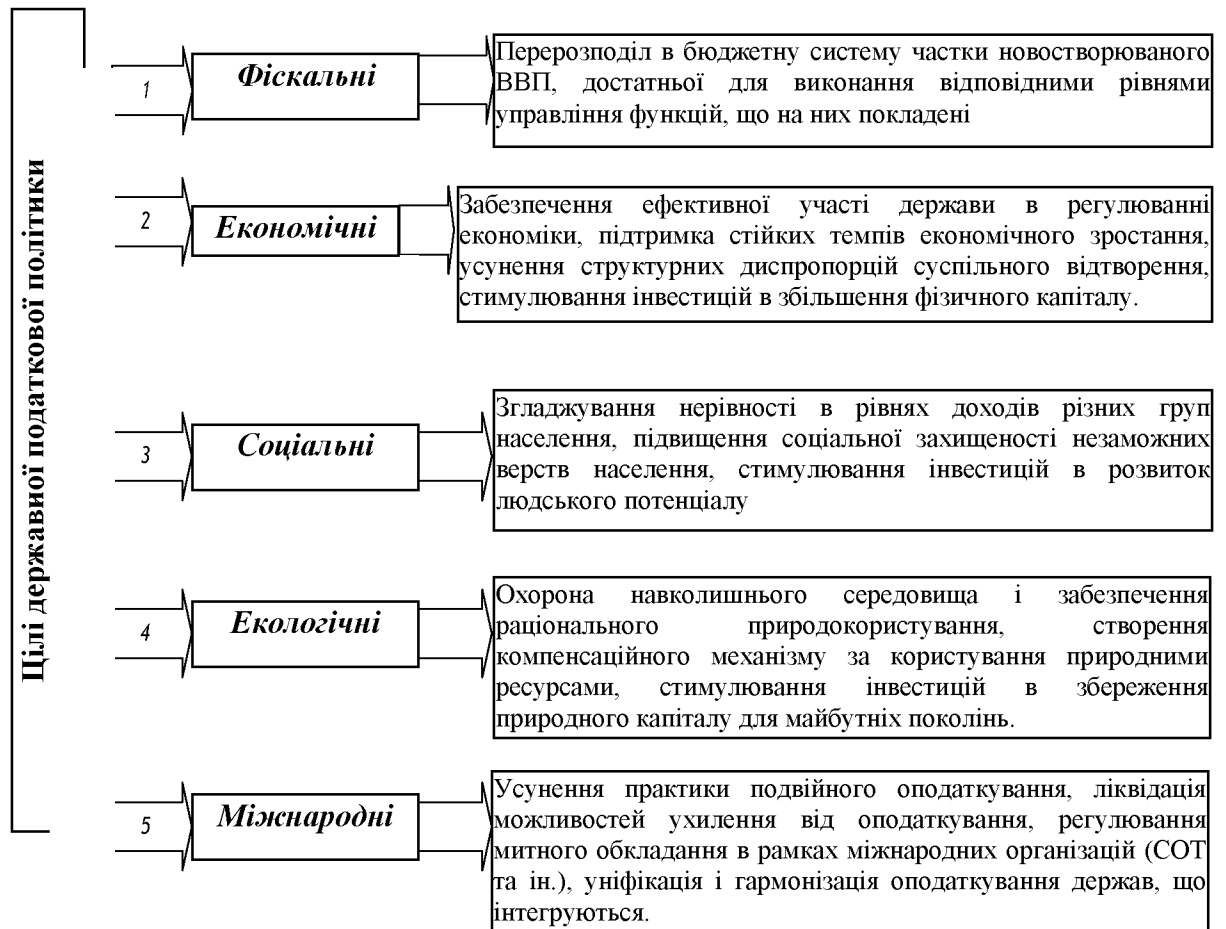 Цілі державної податкової політики
1
Фіскальні
Перерозподіл в бюджетну систему частки новостворюваного
ВВП, достатньої для виконання відповідними рівнями
управління функцій, що на них покладені
2
Економічні
Забезпечення ефективної участі держави в регулюванні
економіки, підтримка стійких темпів економічного зростання,
усунення структурних диспропорцій суспільного відтворення,
стимулювання інвестицій в збільшення фізичного капіталу.
3
Соціальні
Згладжування нерівності в рівнях доходів різних груп
населення, підвищення соціальної захищеності незаможних
верств населення, стимулювання інвестицій в розвиток
людського потенціалу
4
Екологічні
Охорона навколишнього середовища і забезпечення
раціонального природокористування, створення
компенсаційного механізму за користування природними
ресурсами, стимулювання інвестицій в збереження
природного капіталу для майбутніх поколінь.
5
Міжнародні
Усунення практики подвійного оподаткування, ліквідація
можливостей ухилення від оподаткування, регулювання
митного обкладання в рамках міжнародних організацій (СОТ
та ін.), уніфікація і гармонізація оподаткування держав, що
інтегруються.